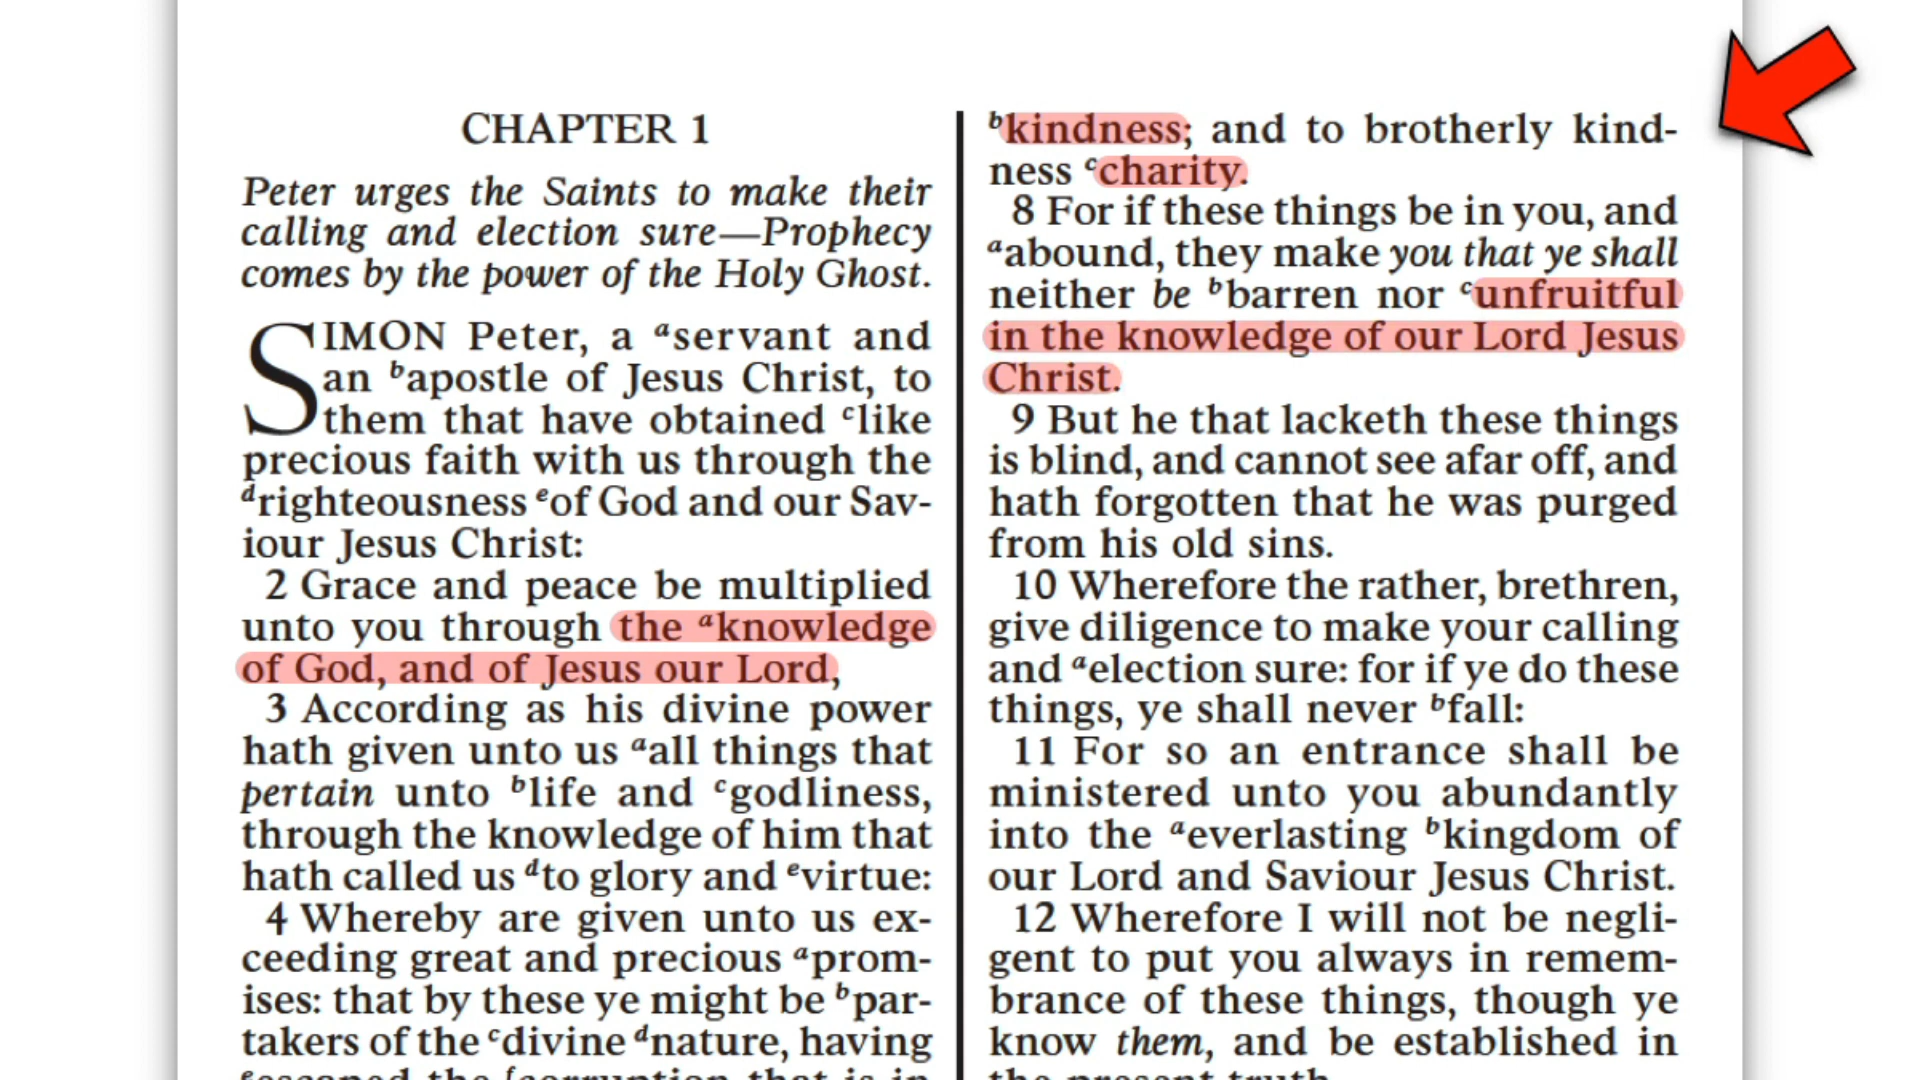 CHAPTER 1
Peter urges the Saints to make their
calling and election sure—Prophecy
comes by the power of the Holy Ghost.
SIMON Peter, a ᵃservant and
an ᵇapostle of Jesus Christ, to
them that have obtained ᶜlike
precious faith with us through the
ᵈrighteousness ᵉof God and our Sav-
iour Jesus Christ:
2 Grace and peace be multiplied
unto you through the ᵃknowledge
of God, and of Jesus our Lord,
3 According as his divine power
hath given unto us ᵃall things that
pertain unto ᵇlife and ᶜgodliness,
through the knowledge of him that
hath called us ᵈto glory and ᵉvirtue:
4 Whereby are given unto us ex-
ceeding great and precious ᵃprom-
ises: that by these ye might be ᵇpar-
takers of the ᶜdivine ᵈnature, having
ᵉescaped the ᶠcorruption that is in
ᵇkindness; and to brotherly kind-
ness ᶜcharity.
8 For if these things be in you, and
ᵃabound, they make you that ye shall
neither be ᵇbarren nor ᶜunfruitful
in the knowledge of our Lord Jesus
Christ.
9 But he that lacketh these things
is blind, and cannot see afar off, and
hath forgotten that he was purged
from his old sins.
10 Wherefore the rather, brethren,
give diligence to make your calling
and ᵃelection sure: for if ye do these
things, ye shall never ᵇfall:
11 For so an entrance shall be
ministered unto you abundantly
into the ᵃeverlasting ᵇkingdom of
our Lord and Saviour Jesus Christ.
12 Wherefore I will not be negli-
gent to put you always in remem-
brance of these things, though ye
know them, and be established in
the present truth.